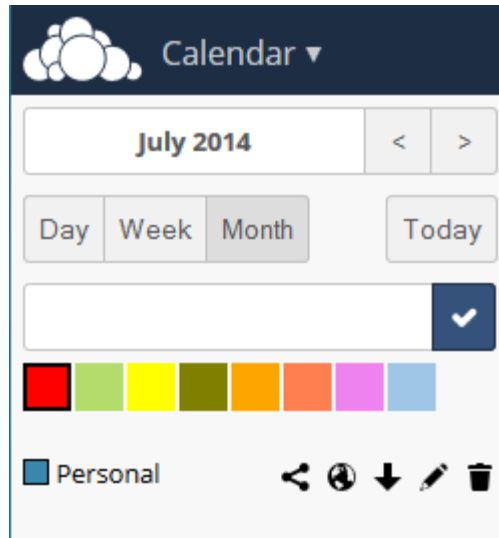 Calendar ▾
July 2014 < >
Day Week Month Today
Personal